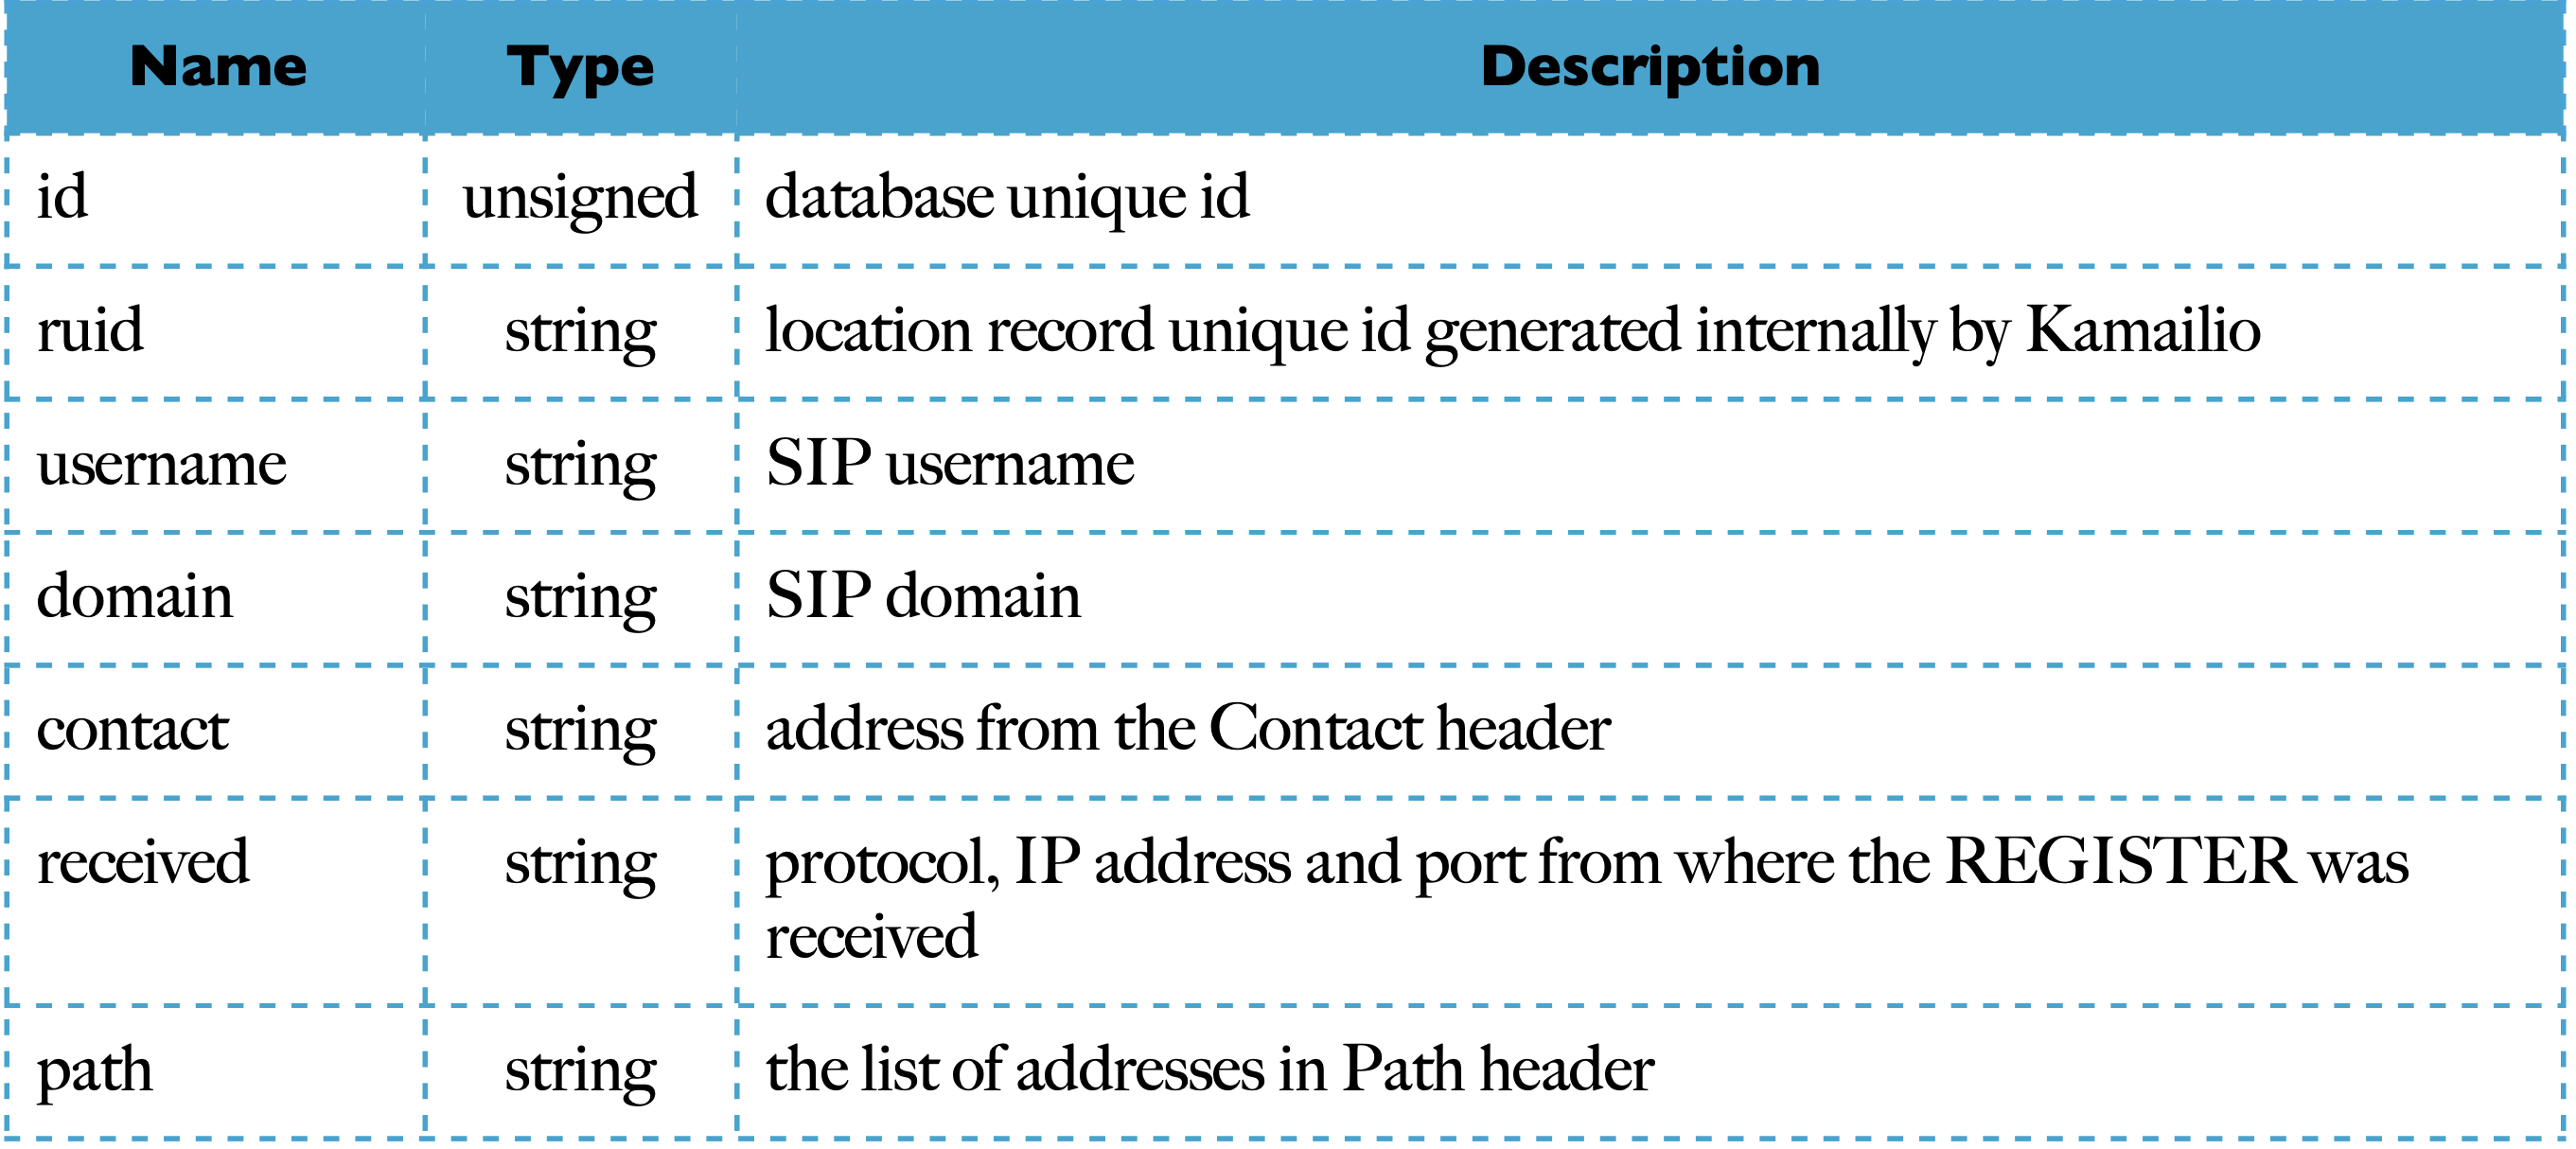 Name Type Description
id unsigned database unique id
ruid string location record unique id generated internally by Kamailio
username string SIP username
domain string SIP domain
contact string address from the Contact header
received string protocol, IP address and port from where the REGISTER was
received
path string the list of addresses in Path header